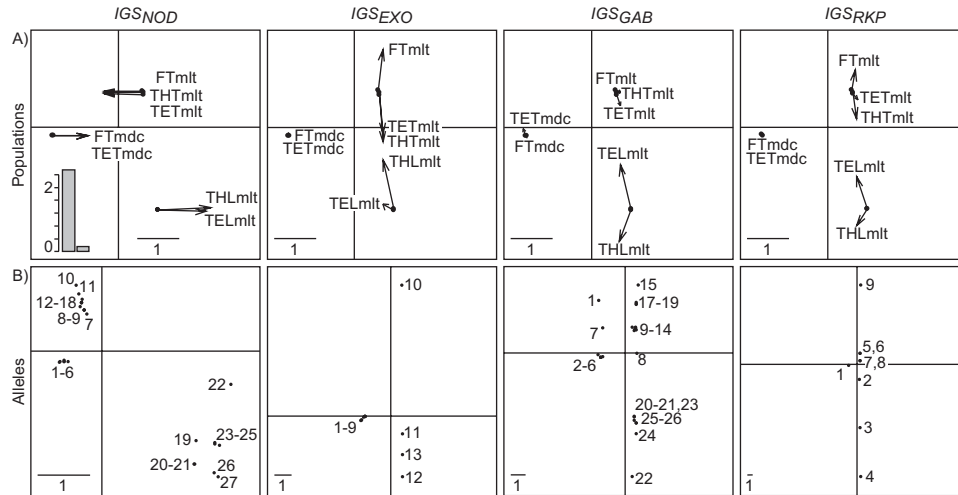 IGSNOD IGSEXO IGSGAB IGSRKP
A)
Populations
FTmlt
THTmlt
TETmlt
FTmdc
TETmdc
THLmlt
TELmlt
2
0
1
FTmlt
TETmlt
THTmlt
FTmdc
TETmdc
THLmlt
TELmlt
1
FTmlt
THTmlt
TETmlt
TETmdc
FTmdc
TELmlt
THLmlt
1
FTmlt
TETmlt
THTmlt
FTmdc
TETmdc
TELmlt
THLmlt
1
B)
Alleles
10
11
12-18
8-9
7
1-6
22
19
23-25
20-21
26
27
1
10
1-9
11
13
12
1
15
1
17-19
7
9-14
2-6
8
20-21,23
25-26
24
22
1
9
5,6
7,8
1
2
3
4
1